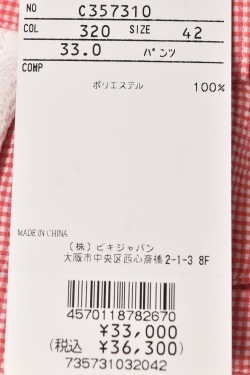 NO C357310
COL 320 SIZE 42
33.0 パンツ
COMP
ポリエステル 100%
MADE IN CHINA
(株)ピキジャパン
大阪市中央区西心斎橋2-1-3 8F
4570118782670
¥33,000
(税込 ¥36,300)
735731032042